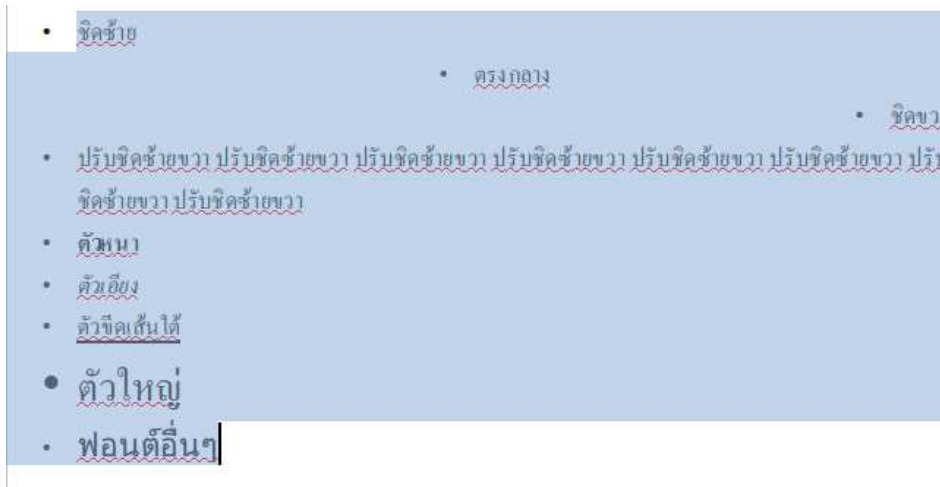 • ชิดซ้าย
• ตรงกลาง
• ชิดขว
• ปรับชิดซ้ายขวา ปรับชิดซ้ายขวา ปรับชิดซ้ายขวา ปรับชิดซ้ายขวา ปรับชิดซ้ายขวา ปรับชิดซ้ายขวา ปรับ
ชิดซ้ายขวา ปรับชิดซ้ายขวา
• ตัวหนา
• ตัวเอียง
• ตัวขีดเส้นใต้
• ตัวใหญ่
• ฟอนต์อื่นๆ